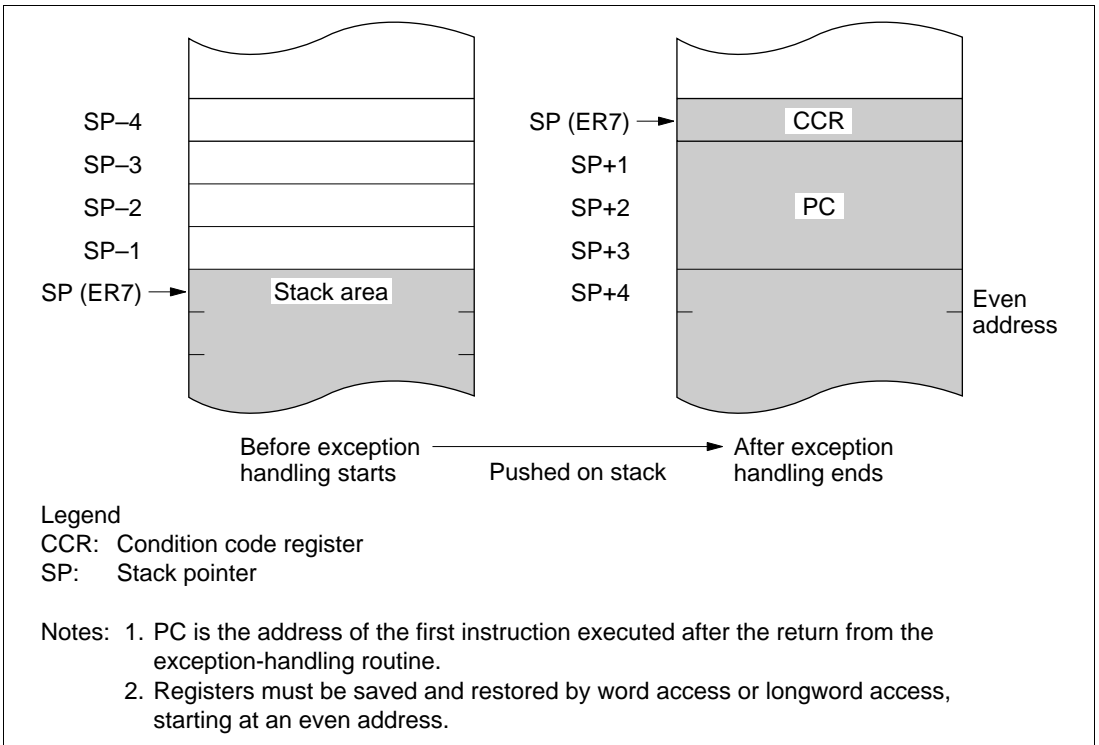 SP–4
SP–3
SP–2
SP–1
SP (ER7)
Stack area
SP (ER7)
CCR
SP+1
SP+2
PC
SP+3
SP+4
Even
address
Before exception
handling starts
Pushed on stack
After exception
handling ends
Legend
CCR: Condition code register
SP: Stack pointer
Notes: 1. PC is the address of the first instruction executed after the return from the
exception-handling routine.
2. Registers must be saved and restored by word access or longword access,
starting at an even address.